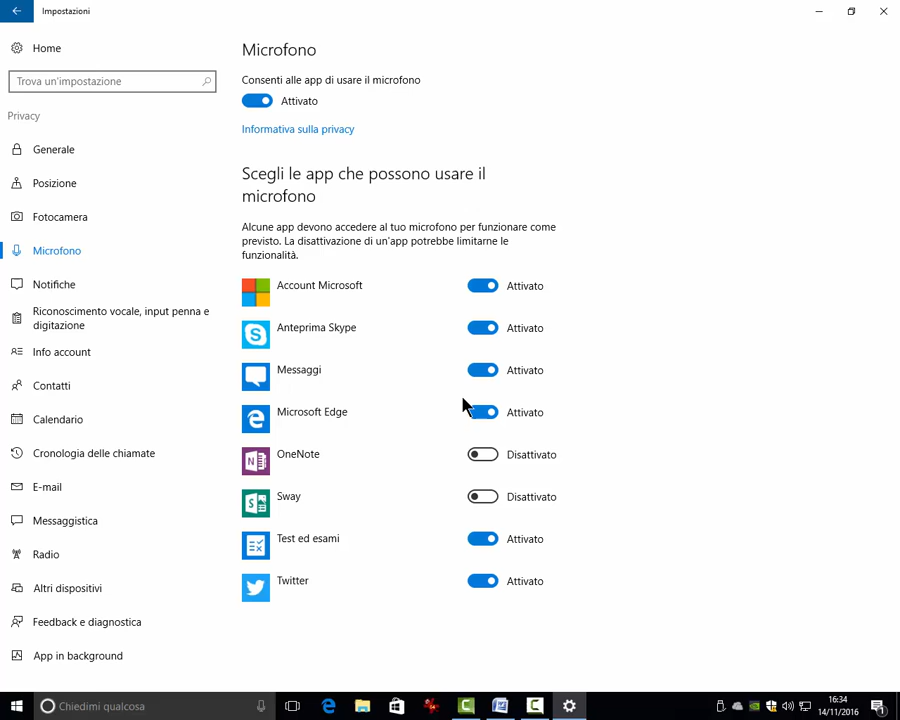 Impostazioni
Home
Trova un'impostazione
Privacy
Generale
Posizione
Fotocamera
Microfono
Notifiche
Riconoscimento vocale, input penna e
digitazione
Info account
Contatti
Calendario
Cronologia delle chiamate
E-mail
Messaggistica
Radio
Altri dispositivi
Feedback e diagnostica
App in background
Microfono
Consenti alle app di usare il microfono
Attivato
Informativa sulla privacy
Scegli le app che possono usare il
microfono
Alcune app devono accedere al tuo microfono per funzionare come
previsto. La disattivazione di un'app potrebbe limitarne le
funzionalità.
Account Microsoft Attivato
Anteprima Skype Attivato
Messaggi Attivato
Microsoft Edge Attivato
OneNote Disattivato
Sway Disattivato
Test ed esami Attivato
Twitter Attivato
Chiedimi qualcosa
16:34
14/11/2016